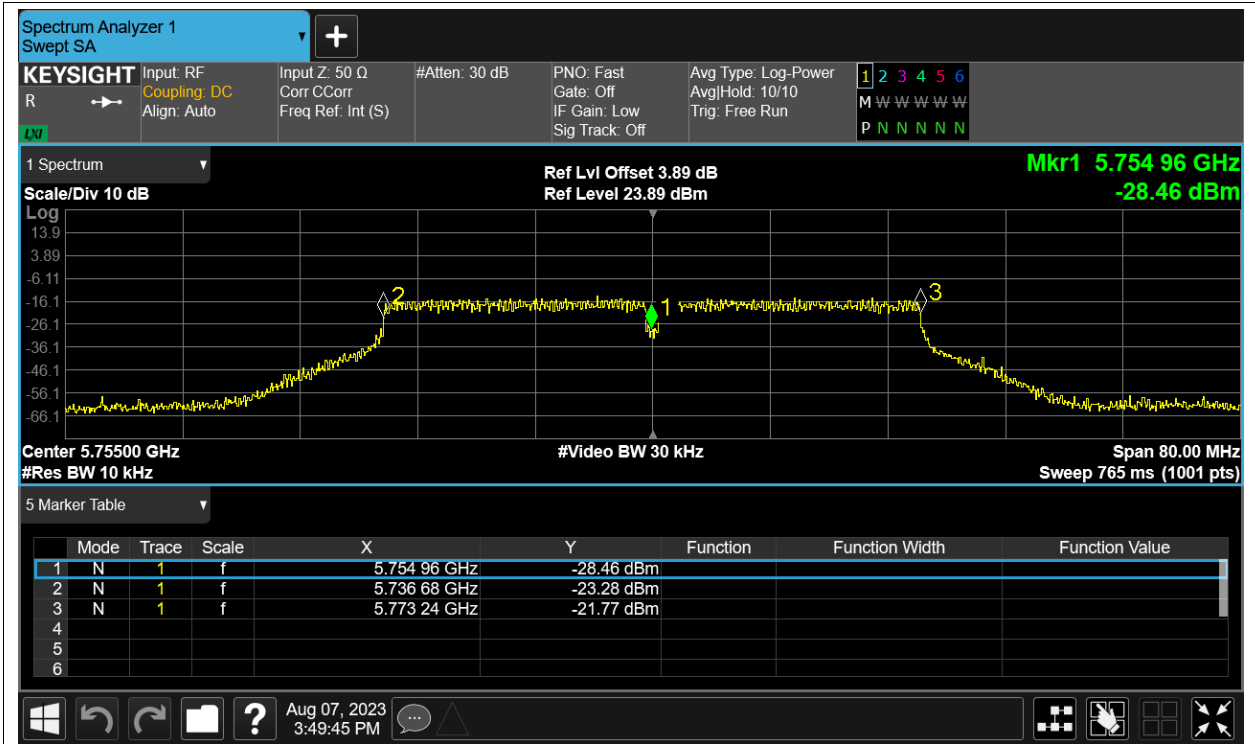 Spectrum Analyzer 1
Swept SA
+
KEYSIGHT
R
LXI
Input: RF
Coupling: DC
Align: Auto
Input Z: 50 Ω
Corr CCorr
Freq Ref: Int (S)
#Atten: 30 dB
PNO: Fast
Gate: Off
IF Gain: Low
Sig Track: Off
Avg Type: Log-Power
Avg|Hold: 10/10
Trig: Free Run
1 2 3 4 5 6
M W W W W W
P N N N N N
1 Spectrum
Scale/Div 10 dB
Ref Lvl Offset 3.89 dB
Ref Level 23.89 dBm
Mkr1 5.754 96 GHz
-28.46 dBm
Log
13.9
3.89
-6.11
-16.1
-26.1
-36.1
-46.1
-56.1
-66.1
2
1
3
Center 5.75500 GHz
#Res BW 10 kHz
#Video BW 30 kHz
Span 80.00 MHz
Sweep 765 ms (1001 pts)
5 Marker Table
Mode Trace Scale X Y Function Function Width Function Value
1 N 1 f 5.754 96 GHz -28.46 dBm
2 N 1 f 5.736 68 GHz -23.28 dBm
3 N 1 f 5.773 24 GHz -21.77 dBm
4
5
6
?
Aug 07, 2023
3:49:45 PM